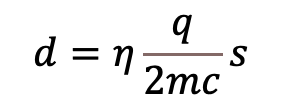 d = η q/2mc s